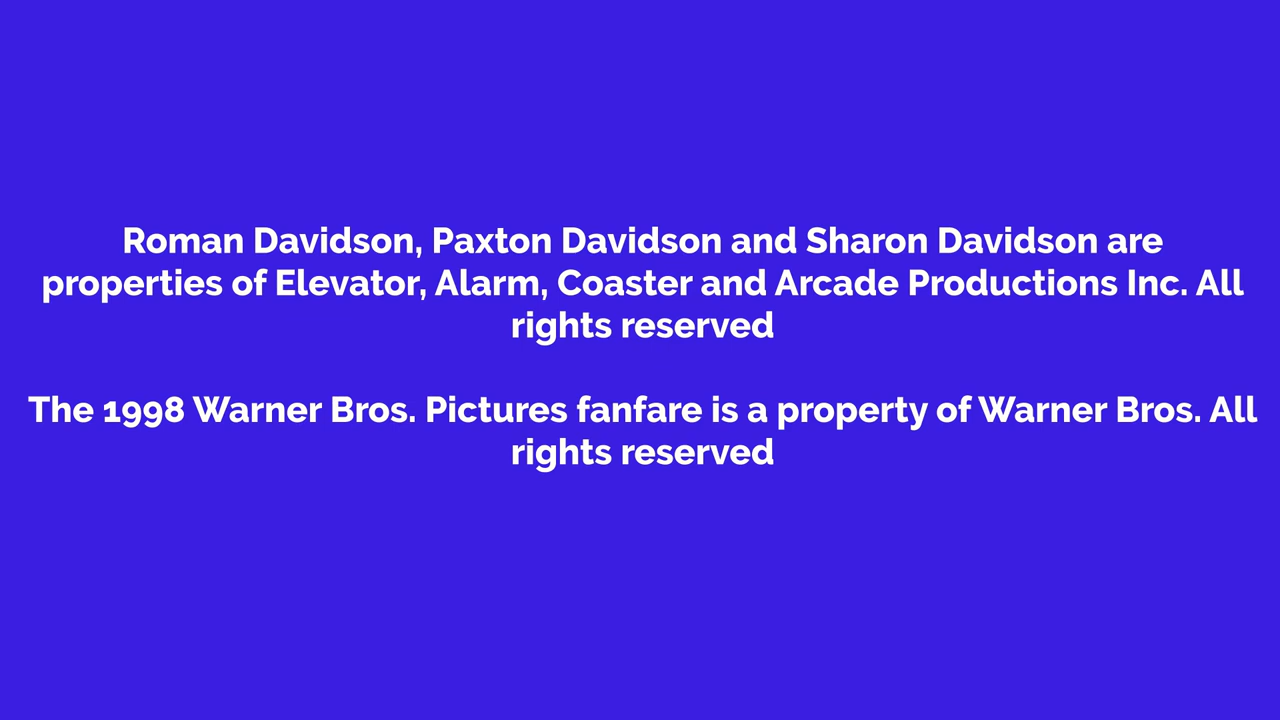 Roman Davidson, Paxton Davidson and Sharon Davidson are
properties of Elevator, Alarm, Coaster and Arcade Productions Inc. All
rights reserved
The 1998 Warner Bros. Pictures fanfare is a property of Warner Bros. All
rights reserved